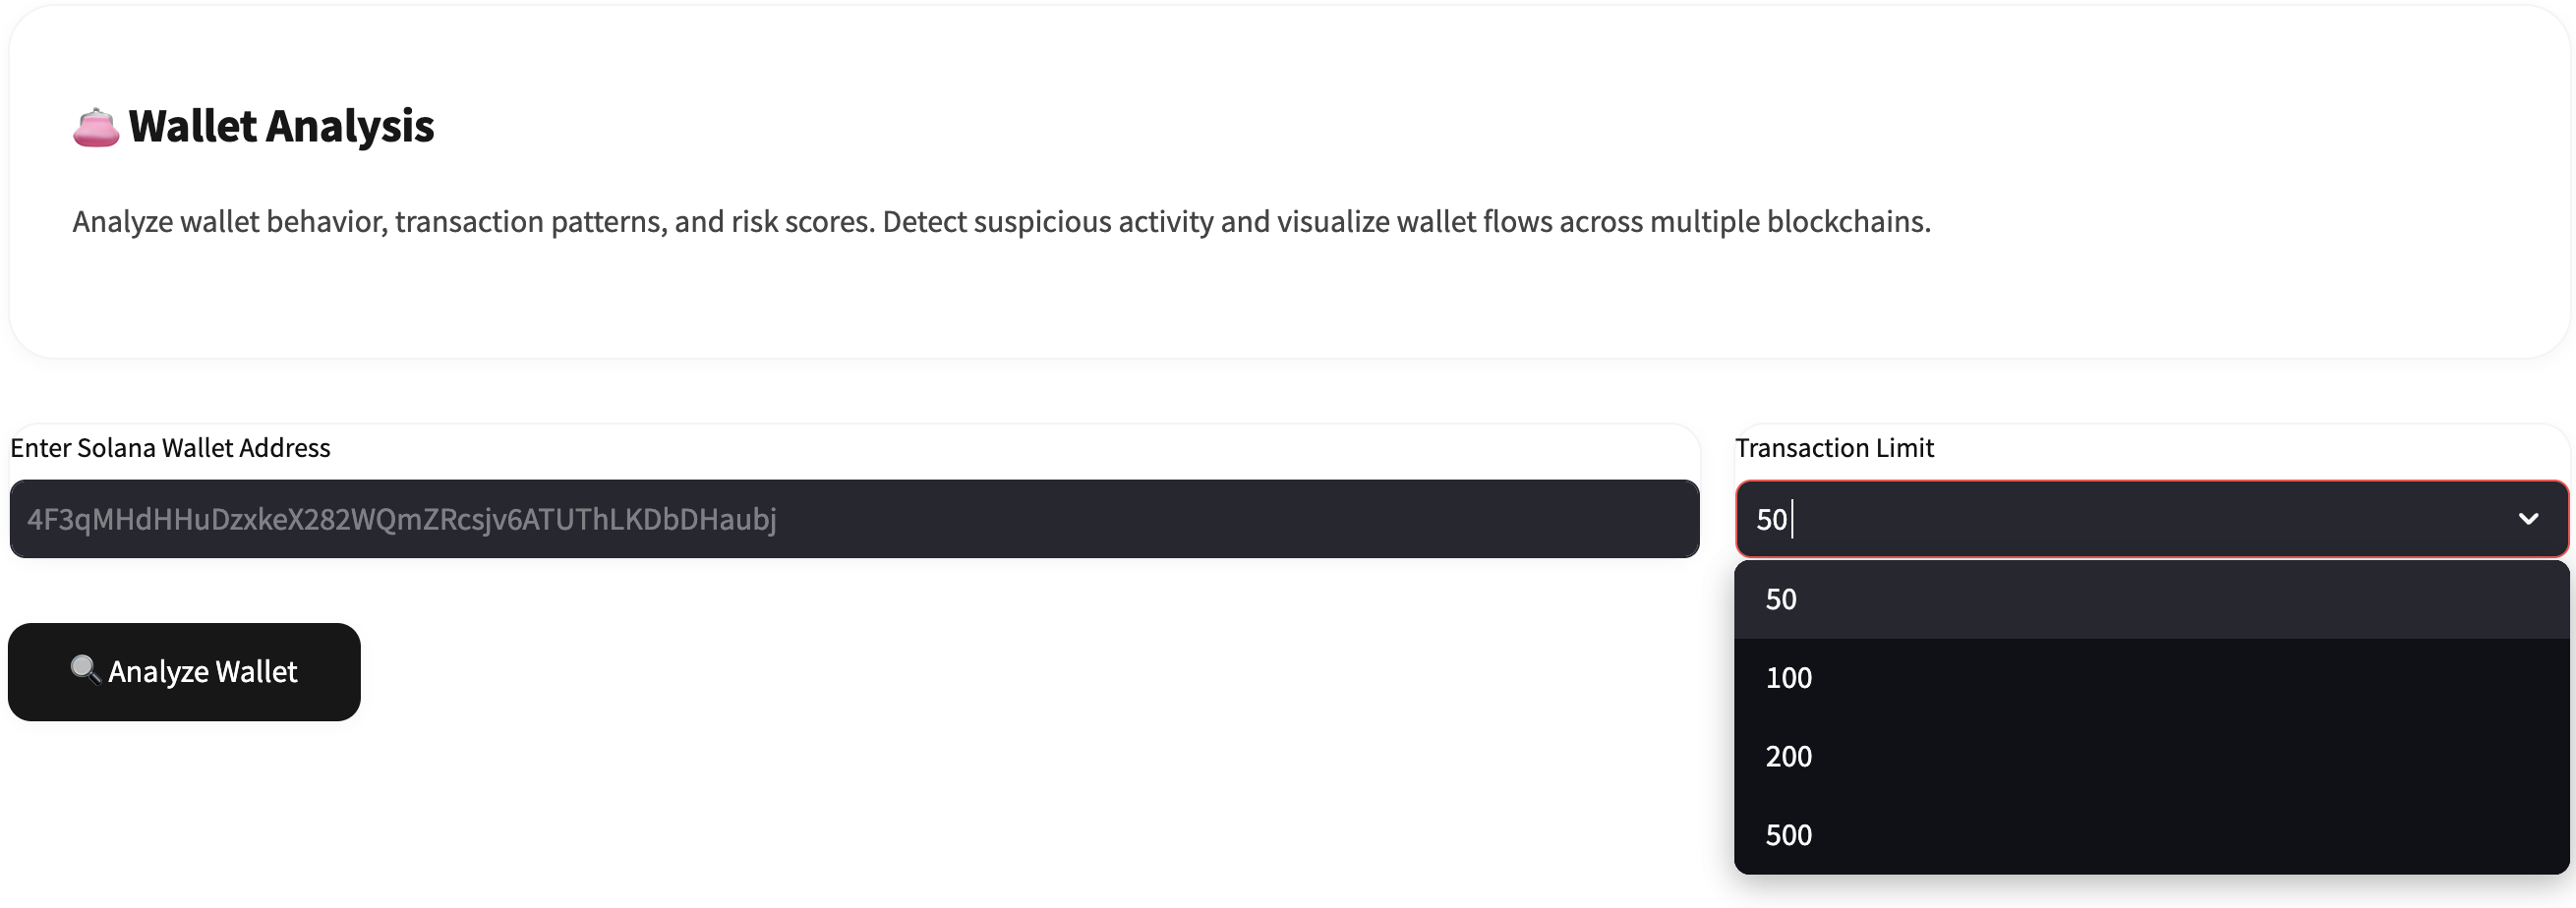 Wallet Analysis
Analyze wallet behavior, transaction patterns, and risk scores. Detect suspicious activity and visualize wallet flows across multiple blockchains.
Enter Solana Wallet Address
4F3qMHdHHuDzxkeX282WQmZRcsjv6ATUThLKDbDHaubj
Transaction Limit
50
50
100
200
500
Analyze Wallet